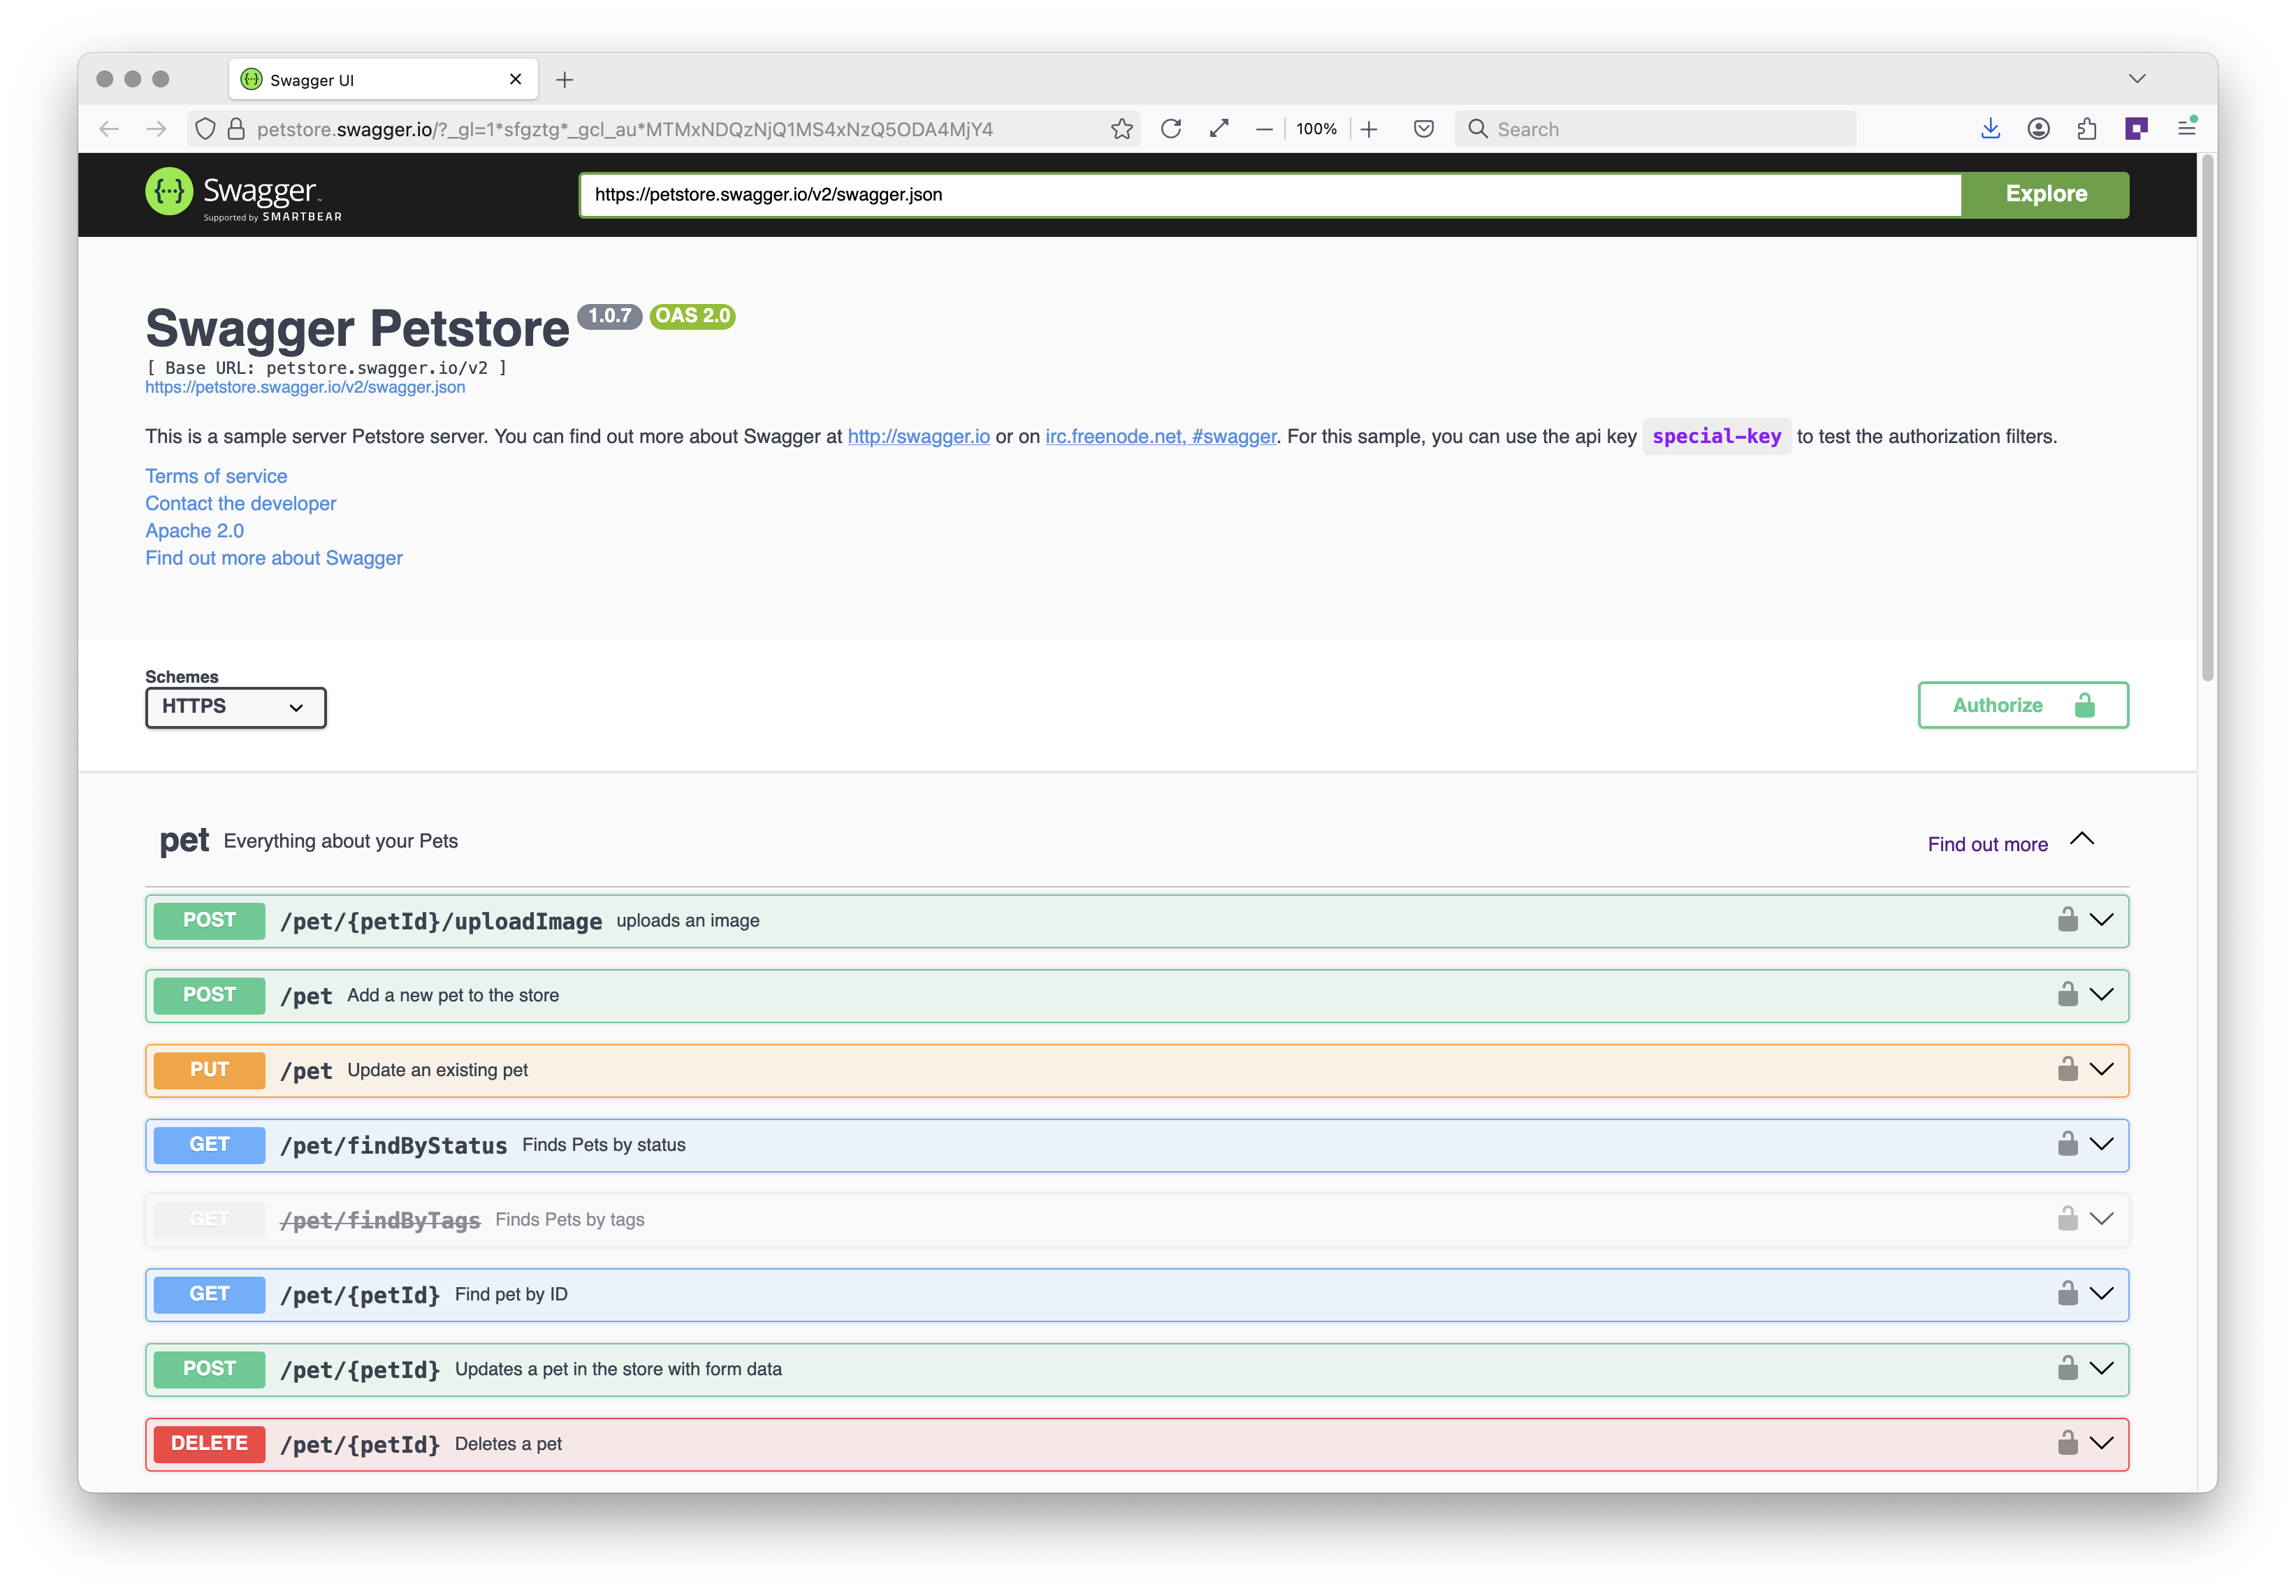 Swagger UI
petstore.swagger.io/?_gl=1*sfgztg*_gcl_au*MTMxNDQzNjQ1MS4xNzQ5ODA4MjY4
100%
Search
Swagger™
Supported by SMARTBEAR
https://petstore.swagger.io/v2/swagger.json
Explore
Swagger Petstore 1.0.7 OAS 2.0
[ Base URL: petstore.swagger.io/v2 ]
https://petstore.swagger.io/v2/swagger.json
This is a sample server Petstore server. You can find out more about Swagger at http://swagger.io or on irc.freenode.net, #swagger. For this sample, you can use the api key special-key to test the authorization filters.
Terms of service
Contact the developer
Apache 2.0
Find out more about Swagger
Schemes
HTTPS
Authorize
pet Everything about your Pets
Find out more
POST /pet/{petId}/uploadImage uploads an image
POST /pet Add a new pet to the store
PUT /pet Update an existing pet
GET /pet/findByStatus Finds Pets by status
GET /pet/findByTags Finds Pets by tags
GET /pet/{petId} Find pet by ID
POST /pet/{petId} Updates a pet in the store with form data
DELETE /pet/{petId} Deletes a pet